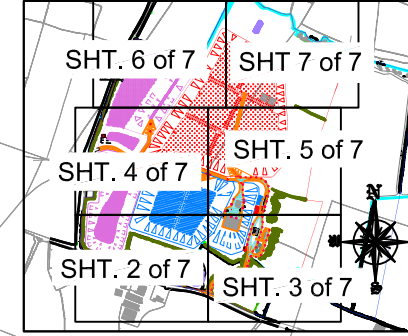 SHT. 6 of 7
SHT 7 of 7
SHT. 5 of 7
SHT. 4 of 7
N
SHT. 2 of 7
SHT. 3 of 7
S